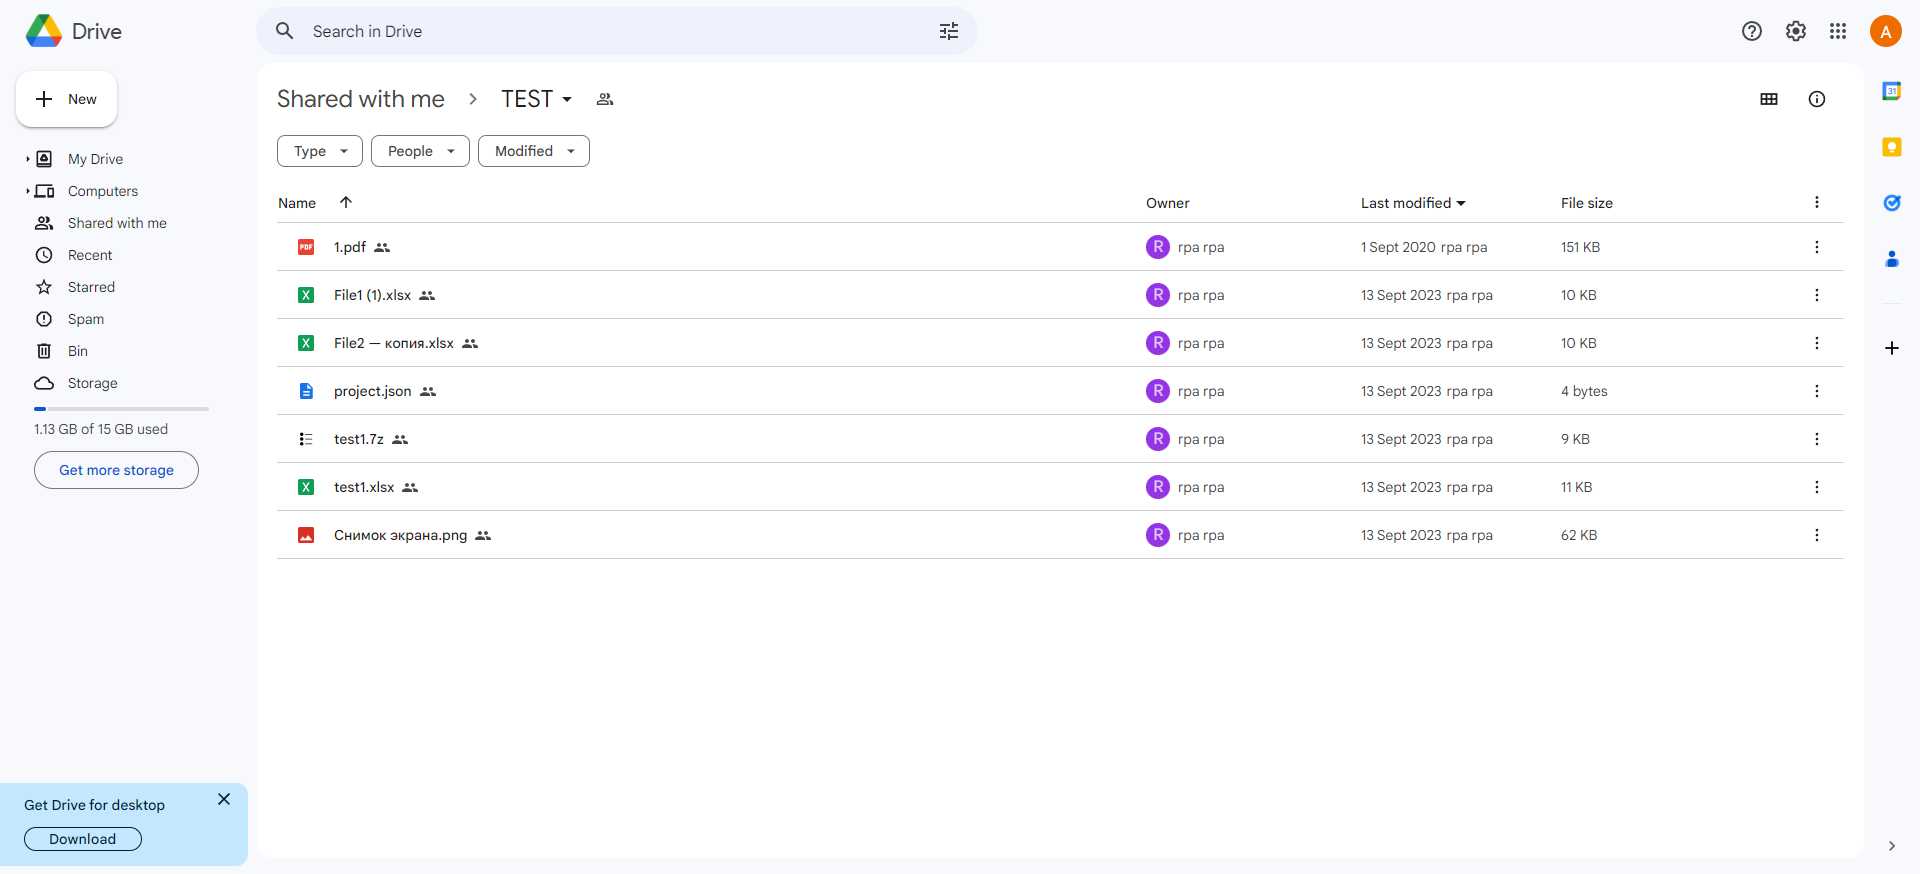 Drive
Search in Drive
A
New
My Drive
Computers
Shared with me
Recent
Starred
Spam
Bin
Storage
1.13 GB of 15 GB used
Get more storage
Get Drive for desktop
Download
Shared with me TEST
Type People Modified
Name Owner Last modified File size
PDF 1.pdf R rpa rpa 1 Sept 2020 rpa rpa 151 KB
X File1 (1).xlsx R rpa rpa 13 Sept 2023 rpa rpa 10 KB
X File2 — копия.xlsx R rpa rpa 13 Sept 2023 rpa rpa 10 KB
project.json R rpa rpa 13 Sept 2023 rpa rpa 4 bytes
test1.7z R rpa rpa 13 Sept 2023 rpa rpa 9 KB
X test1.xlsx R rpa rpa 13 Sept 2023 rpa rpa 11 KB
Снимок экрана.png R rpa rpa 13 Sept 2023 rpa rpa 62 KB
31